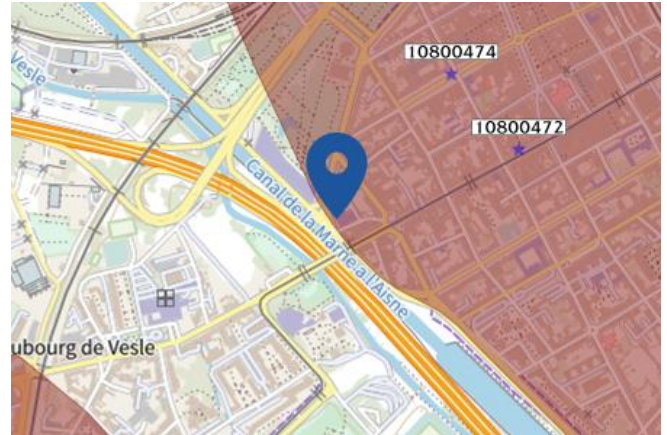 10800474
Vesle
10800472
Canal de la Marne à l'Aisne
ubourg de Vesle